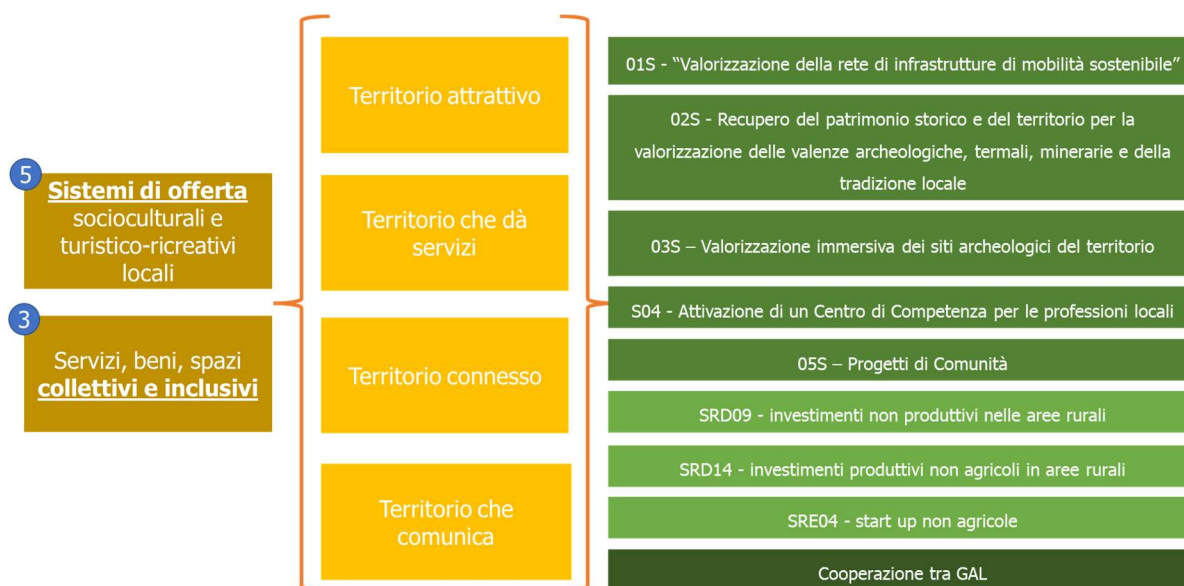 5
Sistemi di offerta
socioculturali e
turistico-ricreativi
locali
3
Servizi, beni, spazi
collettivi e inclusivi
Territorio attrattivo
Territorio che dà
servizi
Territorio connesso
Territorio che
comunica
01S - “Valorizzazione della rete di infrastrutture di mobilità sostenibile”
02S - Recupero del patrimonio storico e del territorio per la
valorizzazione delle valenze archeologiche, termali, minerarie e della
tradizione locale
03S – Valorizzazione immersiva dei siti archeologici del territorio
S04 - Attivazione di un Centro di Competenza per le professioni locali
05S – Progetti di Comunità
SRD09 - investimenti non produttivi nelle aree rurali
SRD14 - investimenti produttivi non agricoli in aree rurali
SRE04 - start up non agricole
Cooperazione tra GAL